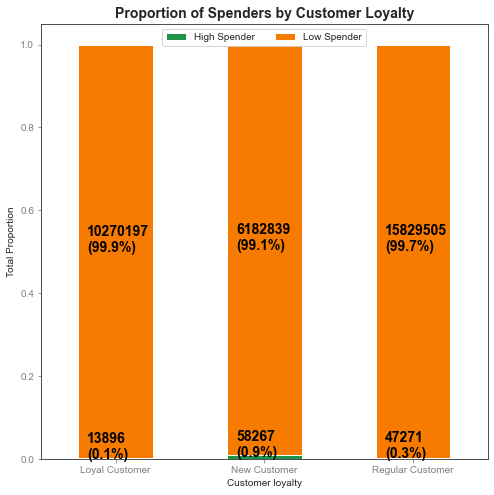 Proportion of Spenders by Customer Loyalty
High Spender
Low Spender
Total Proportion
1.0
0.8
0.6
0.4
0.2
0.0
10270197
(99.9%)
6182839
(99.1%)
15829505
(99.7%)
13896
(0.1%)
58267
(0.9%)
47271
(0.3%)
Loyal Customer
New Customer
Regular Customer
Customer loyalty